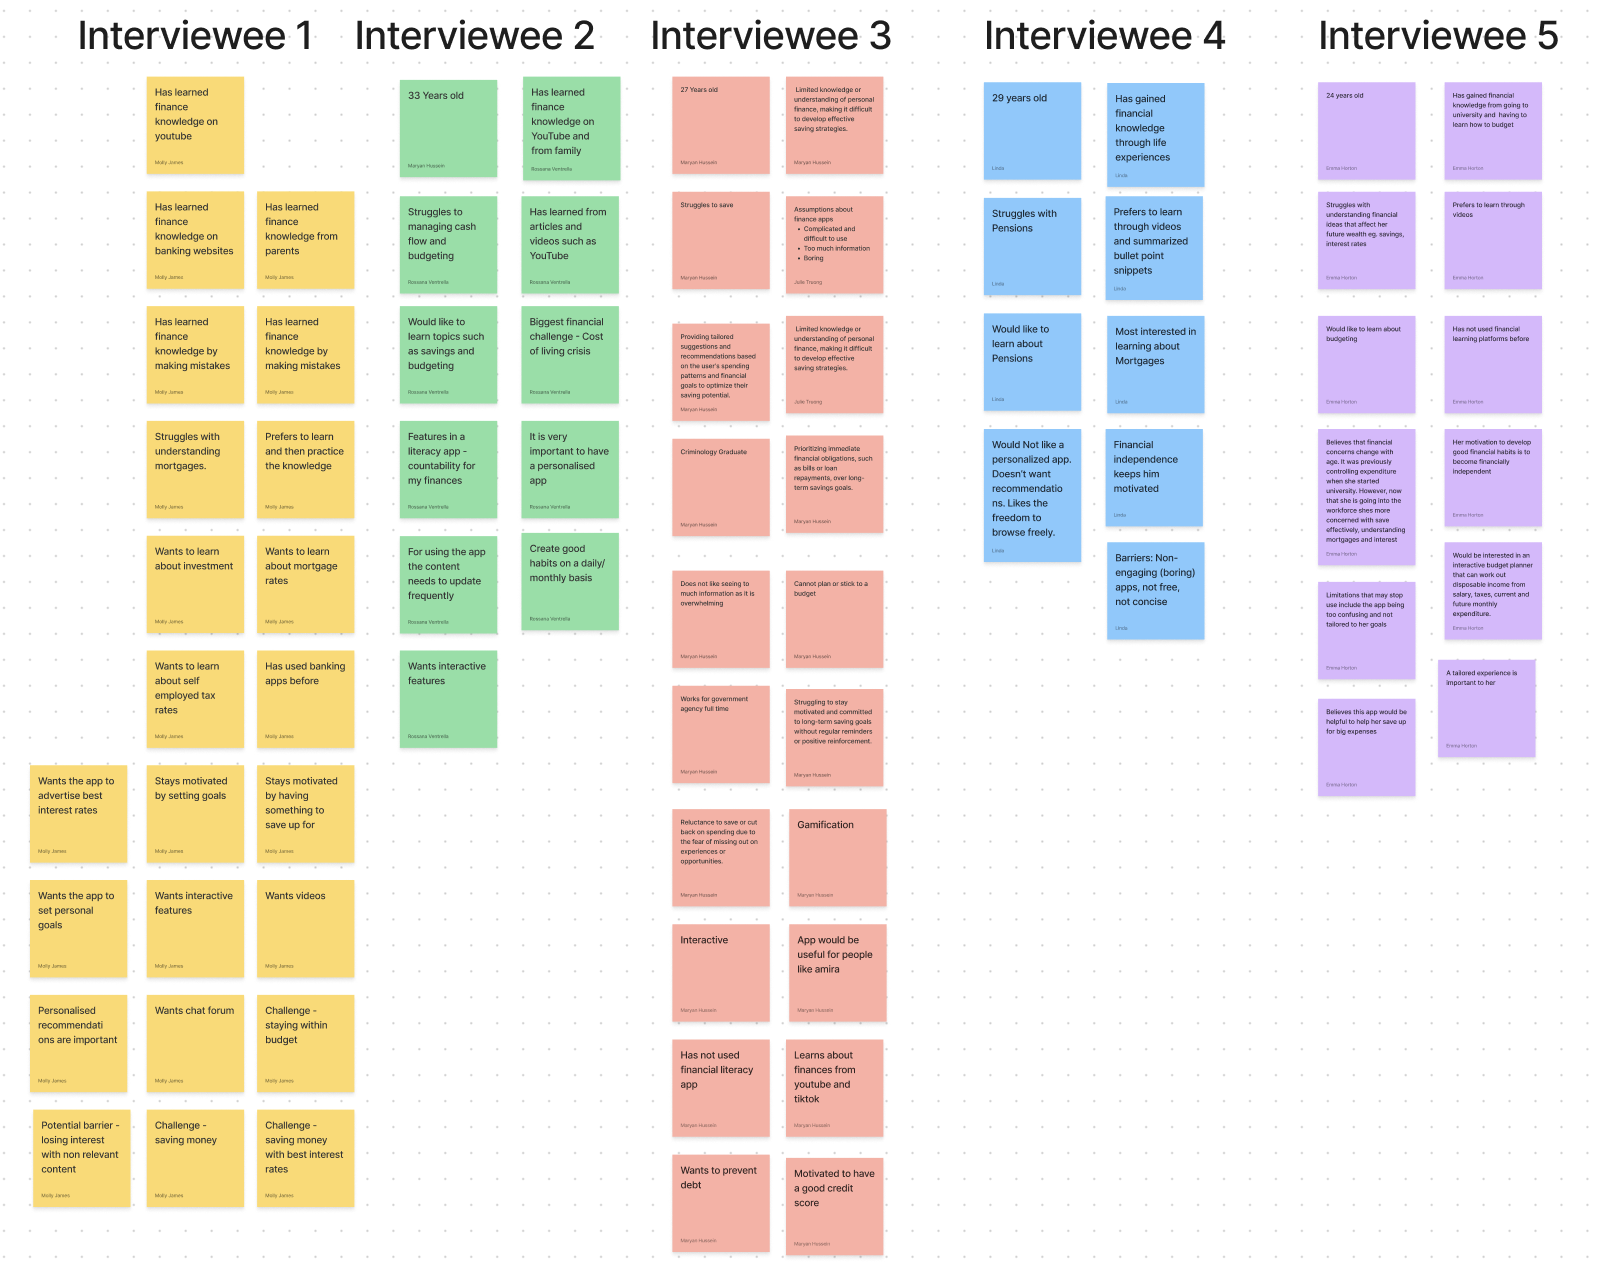 Interviewee 1
Has learned
finance
knowledge on
youtube
Molly James
Has learned
finance
knowledge on
banking websites
Molly James
Has learned
finance
knowledge from
parents
Molly James
Has learned
finance
knowledge by
making mistakes
Molly James
Has learned
finance
knowledge by
making mistakes
Molly James
Struggles with
understanding
mortgages.
Molly James
Prefers to learn
and then practice
the knowledge
Molly James
Wants to learn
about investment
Molly James
Wants to learn
about mortgage
rates
Molly James
Wants to learn
about self
employed tax
rates
Molly James
Has used banking
apps before
Molly James
Wants the app to
advertise best
interest rates
Molly James
Stays motivated
by setting goals
Molly James
Stays motivated
by having
something to
save up for
Molly James
Wants the app to
set personal
goals
Molly James
Wants interactive
features
Molly James
Wants videos
Molly James
Personalised
recommendati
ons are important
Molly James
Wants chat forum
Molly James
Challenge -
staying within
budget
Molly James
Potential barrier -
losing interest
with non relevant
content
Molly James
Challenge -
saving money
Molly James
Challenge -
saving money
with best interest
rates
Molly James
Interviewee 2
33 Years old
Maryan Hussein
Has learned
finance
knowledge on
YouTube and
from family
Rossana Ventrella
Struggles to
managing cash
flow and
budgeting
Rossana Ventrella
Has learned from
articles and
videos such as
YouTube
Rossana Ventrella
Would like to
learn topics such
as savings and
budgeting
Rossana Ventrella
Biggest financial
challenge - Cost
of living crisis
Rossana Ventrella
Features in a
literacy app -
countability for
my finances
Rossana Ventrella
It is very
important to have
a personalised
app
Rossana Ventrella
For using the app
the content
needs to update
frequently
Rossana Ventrella
Create good
habits on a daily/
monthly basis
Rossana Ventrella
Wants interactive
features
Rossana Ventrella
Interviewee 3
27 Years old
Maryan Hussein
Limited knowledge or
understanding of personal
finance, making it difficult
to develop effective
saving strategies.
Maryan Hussein
Struggles to save
Maryan Hussein
Assumptions about
finance apps
• Complicated and
difficult to use
• Too much information
• Boring
Julie Tresing
Providing tailored
suggestions and
recommendations based
on the user's spending
patterns and financial
goals to optimize their
saving potential.
Maryan Hussein
Limited knowledge or
understanding of personal
finance, making it difficult
to develop effective
saving strategies.
Julie Tresing
Criminology Graduate
Maryan Hussein
Prioritizing immediate
financial obligations, such
as bills or loan
repayments, over long-
term savings goals.
Maryan Hussein
Does not like seeing to
much information as it is
overwhelming
Maryan Hussein
Cannot plan or stick to a
budget
Maryan Hussein
Works for government
agency full time
Maryan Hussein
Struggling to stay
motivated and committed
to long-term saving goals
without regular reminders
or positive reinforcement.
Maryan Hussein
Reluctance to save or cut
back on spending due to
the fear of missing out on
experiences or
opportunities.
Maryan Hussein
Gamification
Maryan Hussein
Interactive
Maryan Hussein
App would be
useful for people
like amira
Maryan Hussein
Has not used
financial literacy
app
Maryan Hussein
Learns about
finances from
youtube and
tiktok
Maryan Hussein
Wants to prevent
debt
Maryan Hussein
Motivated to have
a good credit
score
Maryan Hussein
Interviewee 4
29 years old
Linda
Has gained
financial
knowledge
through life
experiences
Linda
Struggles with
Pensions
Linda
Prefers to learn
through videos
and summarized
bullet point
snippets
Linda
Would like to
learn about
Pensions
Linda
Most interested in
learning about
Mortgages
Linda
Would Not like a
personalized app.
Doesn't want
recommendatio
ns. Likes the
freedom to
browse freely.
Linda
Financial
independence
keeps him
motivated
Linda
Barriers: Non-
engaging (boring)
apps, not free,
not concise
Linda
Interviewee 5
24 years old
Emma Horton
Has gained financial
knowledge from going to
university and having to
learn how to budget
Emma Horton
Struggles with
understanding financial
ideas that affect her
future wealth eg. savings,
interest rates
Emma Horton
Prefers to learn through
videos
Emma Horton
Would like to learn about
budgeting
Emma Horton
Has not used financial
learning platforms before
Emma Horton
Believes that financial
concerns change with
age. It was previously
controlling expenditure
when she started
university. However, now
that she is going into the
workforce shes more
concerned with save
effectively, understanding
mortgages and interest
Emma Horton
Her motivation to develop
good financial habits is to
become financially
independent
Emma Horton
Would be interested in an
interactive budget planner
that can work out
disposable income from
salary, taxes, current and
future monthly
expenditure.
Emma Horton
Limitations that may stop
use include the app being
too confusing and not
tailored to her goals
Emma Horton
A tailored experience is
important to her
Emma Horton
Believes this app would be
helpful to help her save up
for big expenses
Emma Horton